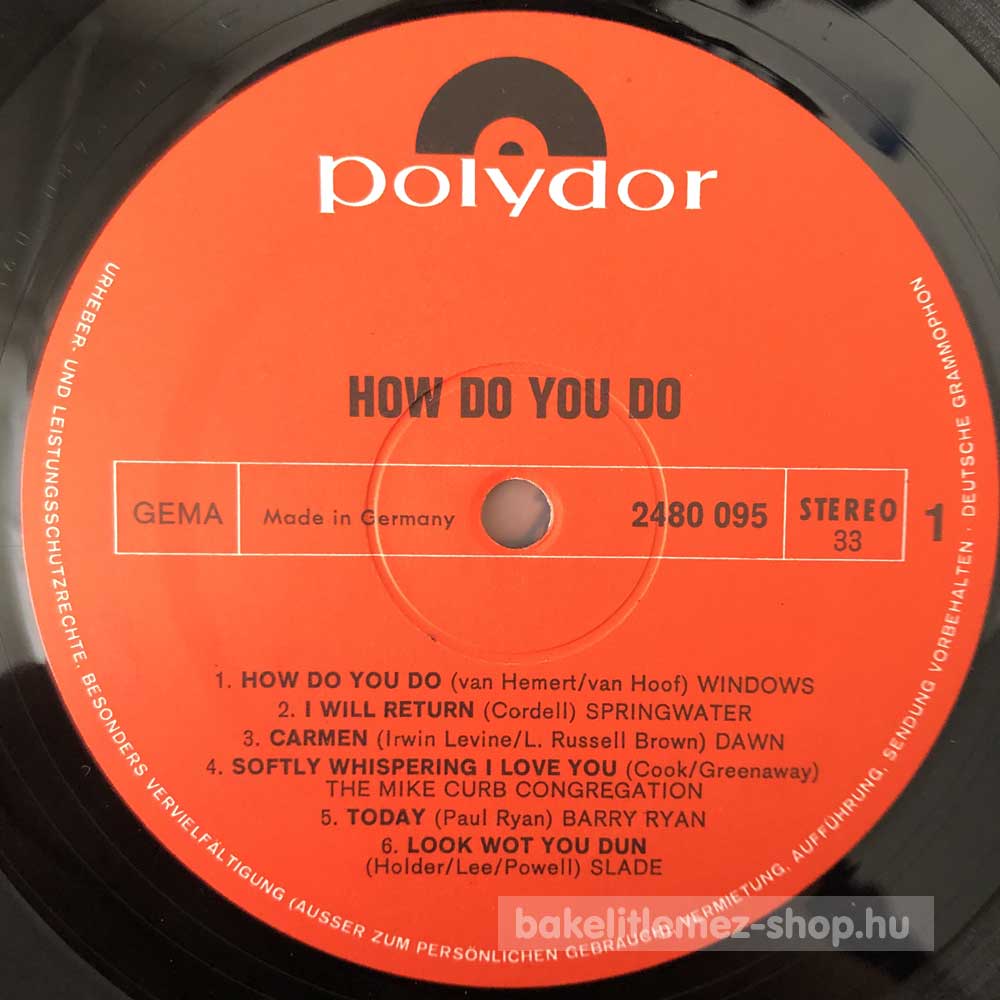 polydor
HOW DO YOU DO
GEMA
Made in Germany
2480 095
STEREO
33
1
1. HOW DO YOU DO (van Hemert/van Hoof) WINDOWS
2. I WILL RETURN (Cordell) SPRINGWATER
3. CARMEN (Irwin Levine/L. Russell Brown) DAWN
4. SOFTLY WHISPERING I LOVE YOU (Cook/Greenaway)
THE MIKE CURB CONGREGATION
5. TODAY (Paul Ryan) BARRY RYAN
6. LOOK WOT YOU DUN
(Holder/Lee/Powell) SLADE
URHEBER- UND LEISTUNGSSCHUTZRECHTE, BESONDERS VERVIELFÄLTIGUNG (AUSSER ZUM PERSÖNLICHEN GEBRAUCH), VERMIETUNG, AUFFÜHRUNG, SENDUNG VORBEHALTEN · DEUTSCHE GRAMMOPHON
bakelitlemez-shop.hu